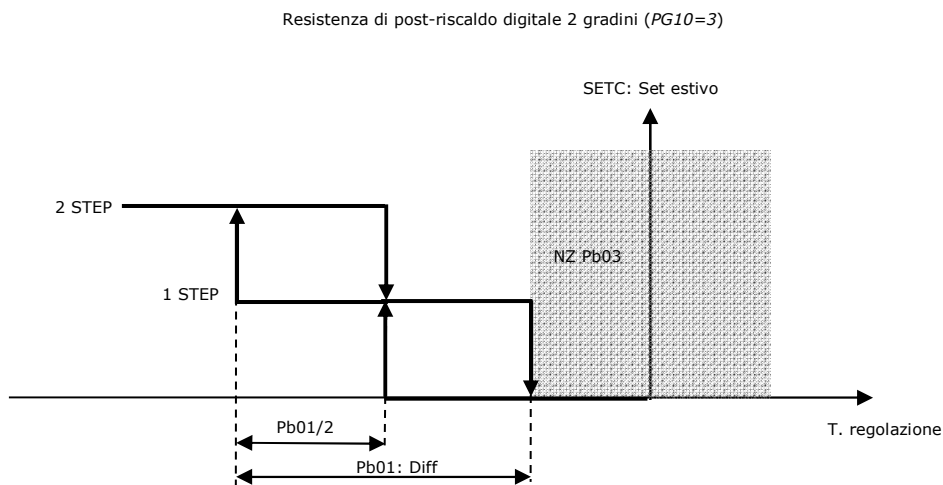 Resistenza di post-riscaldo digitale 2 gradini (PG10=3)
SETC: Set estivo
2 STEP
NZ Pb03
1 STEP
T. regolazione
Pb01/2
Pb01: Diff